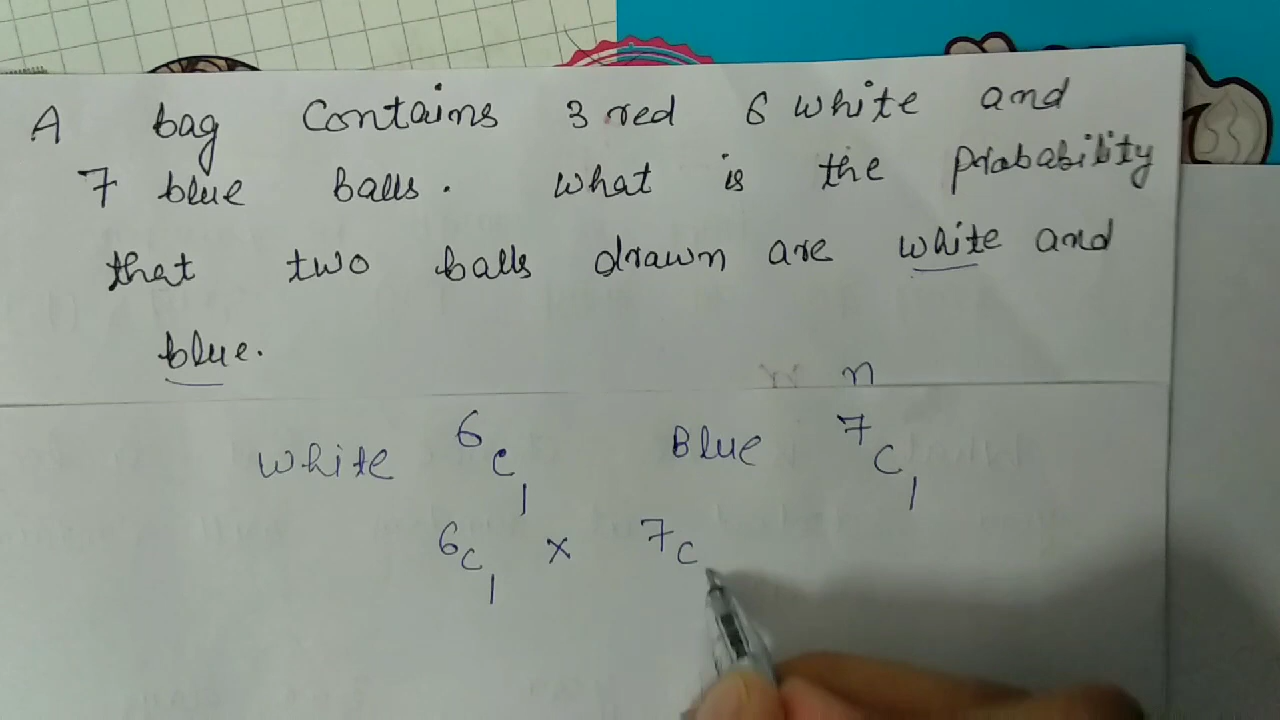 A bag contains 3 red 6 white and
7 blue balls. what is the probability
that two balls drawn are white and
blue.
n
white ⁶C₁ Blue ⁷C₁
⁶C₁ × ⁷C